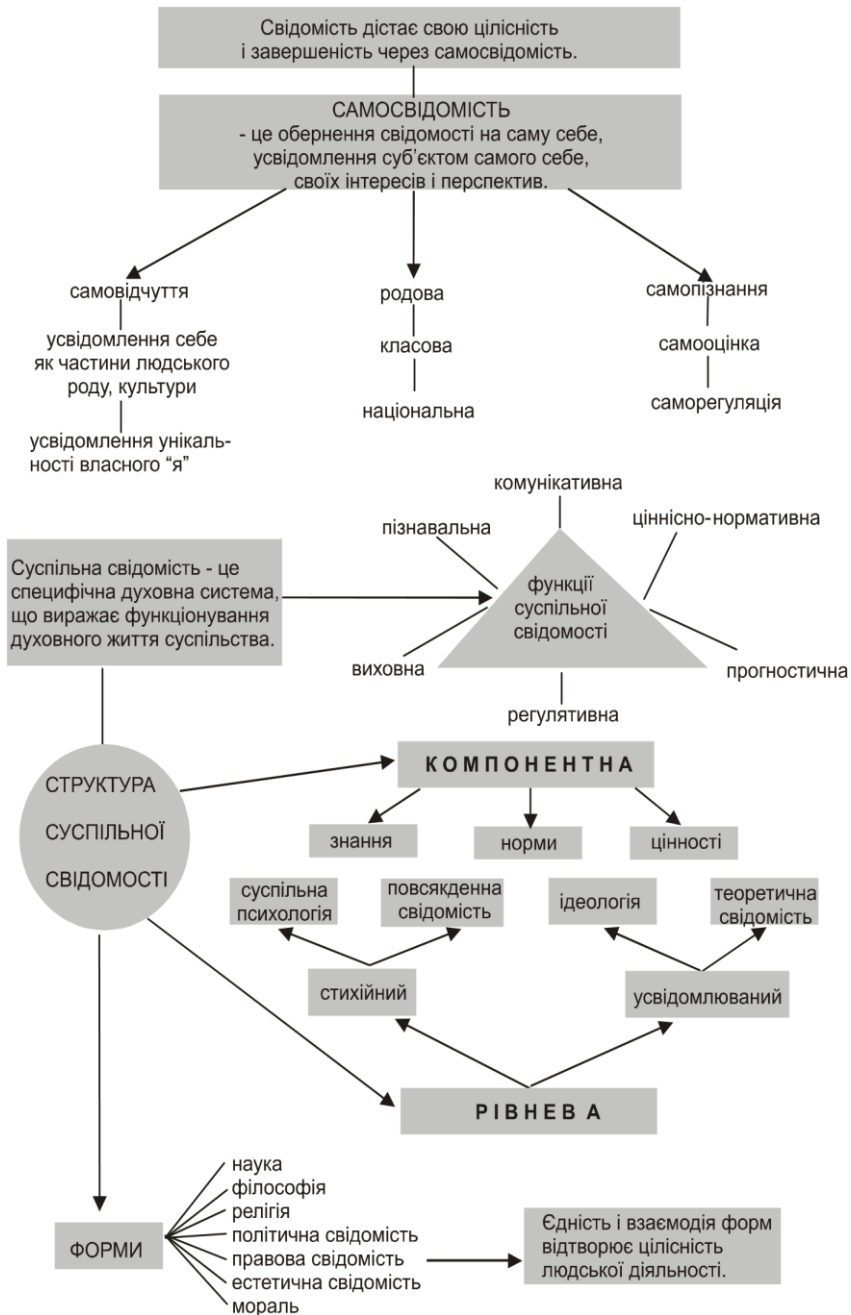 Свідомість дістає свою цілісність
і завершеність через самосвідомість.
САМОСВІДОМІСТЬ
- це обернення свідомості на саму себе,
усвідомлення суб’єктом самого себе,
своїх інтересів і перспектив.
самовідчуття
усвідомлення себе
як частини людського
роду, культури
усвідомлення унікаль-
ності власного “я”
родова
класова
національна
самопізнання
самооцінка
саморегуляція
комунікативна
пізнавальна
ціннісно-нормативна
Суспільна свідомість - це
специфічна духовна система,
що виражає функціонування
духовного життя суспільства.
функції
суспільної
свідомості
виховна
прогностична
регулятивна
СТРУКТУРА
СУСПІЛЬНОЇ
СВІДОМОСТІ
КОМПОНЕНТНА
знання
норми
цінності
суспільна
психологія
повсякденна
свідомість
ідеологія
теоретична
свідомість
стихійний
усвідомлюваний
РІВНЕВА
ФОРМИ
наука
філософія
релігія
політична свідомість
правова свідомість
естетична свідомість
мораль
Єдність і взаємодія форм
відтворює цілісність
людської діяльності.